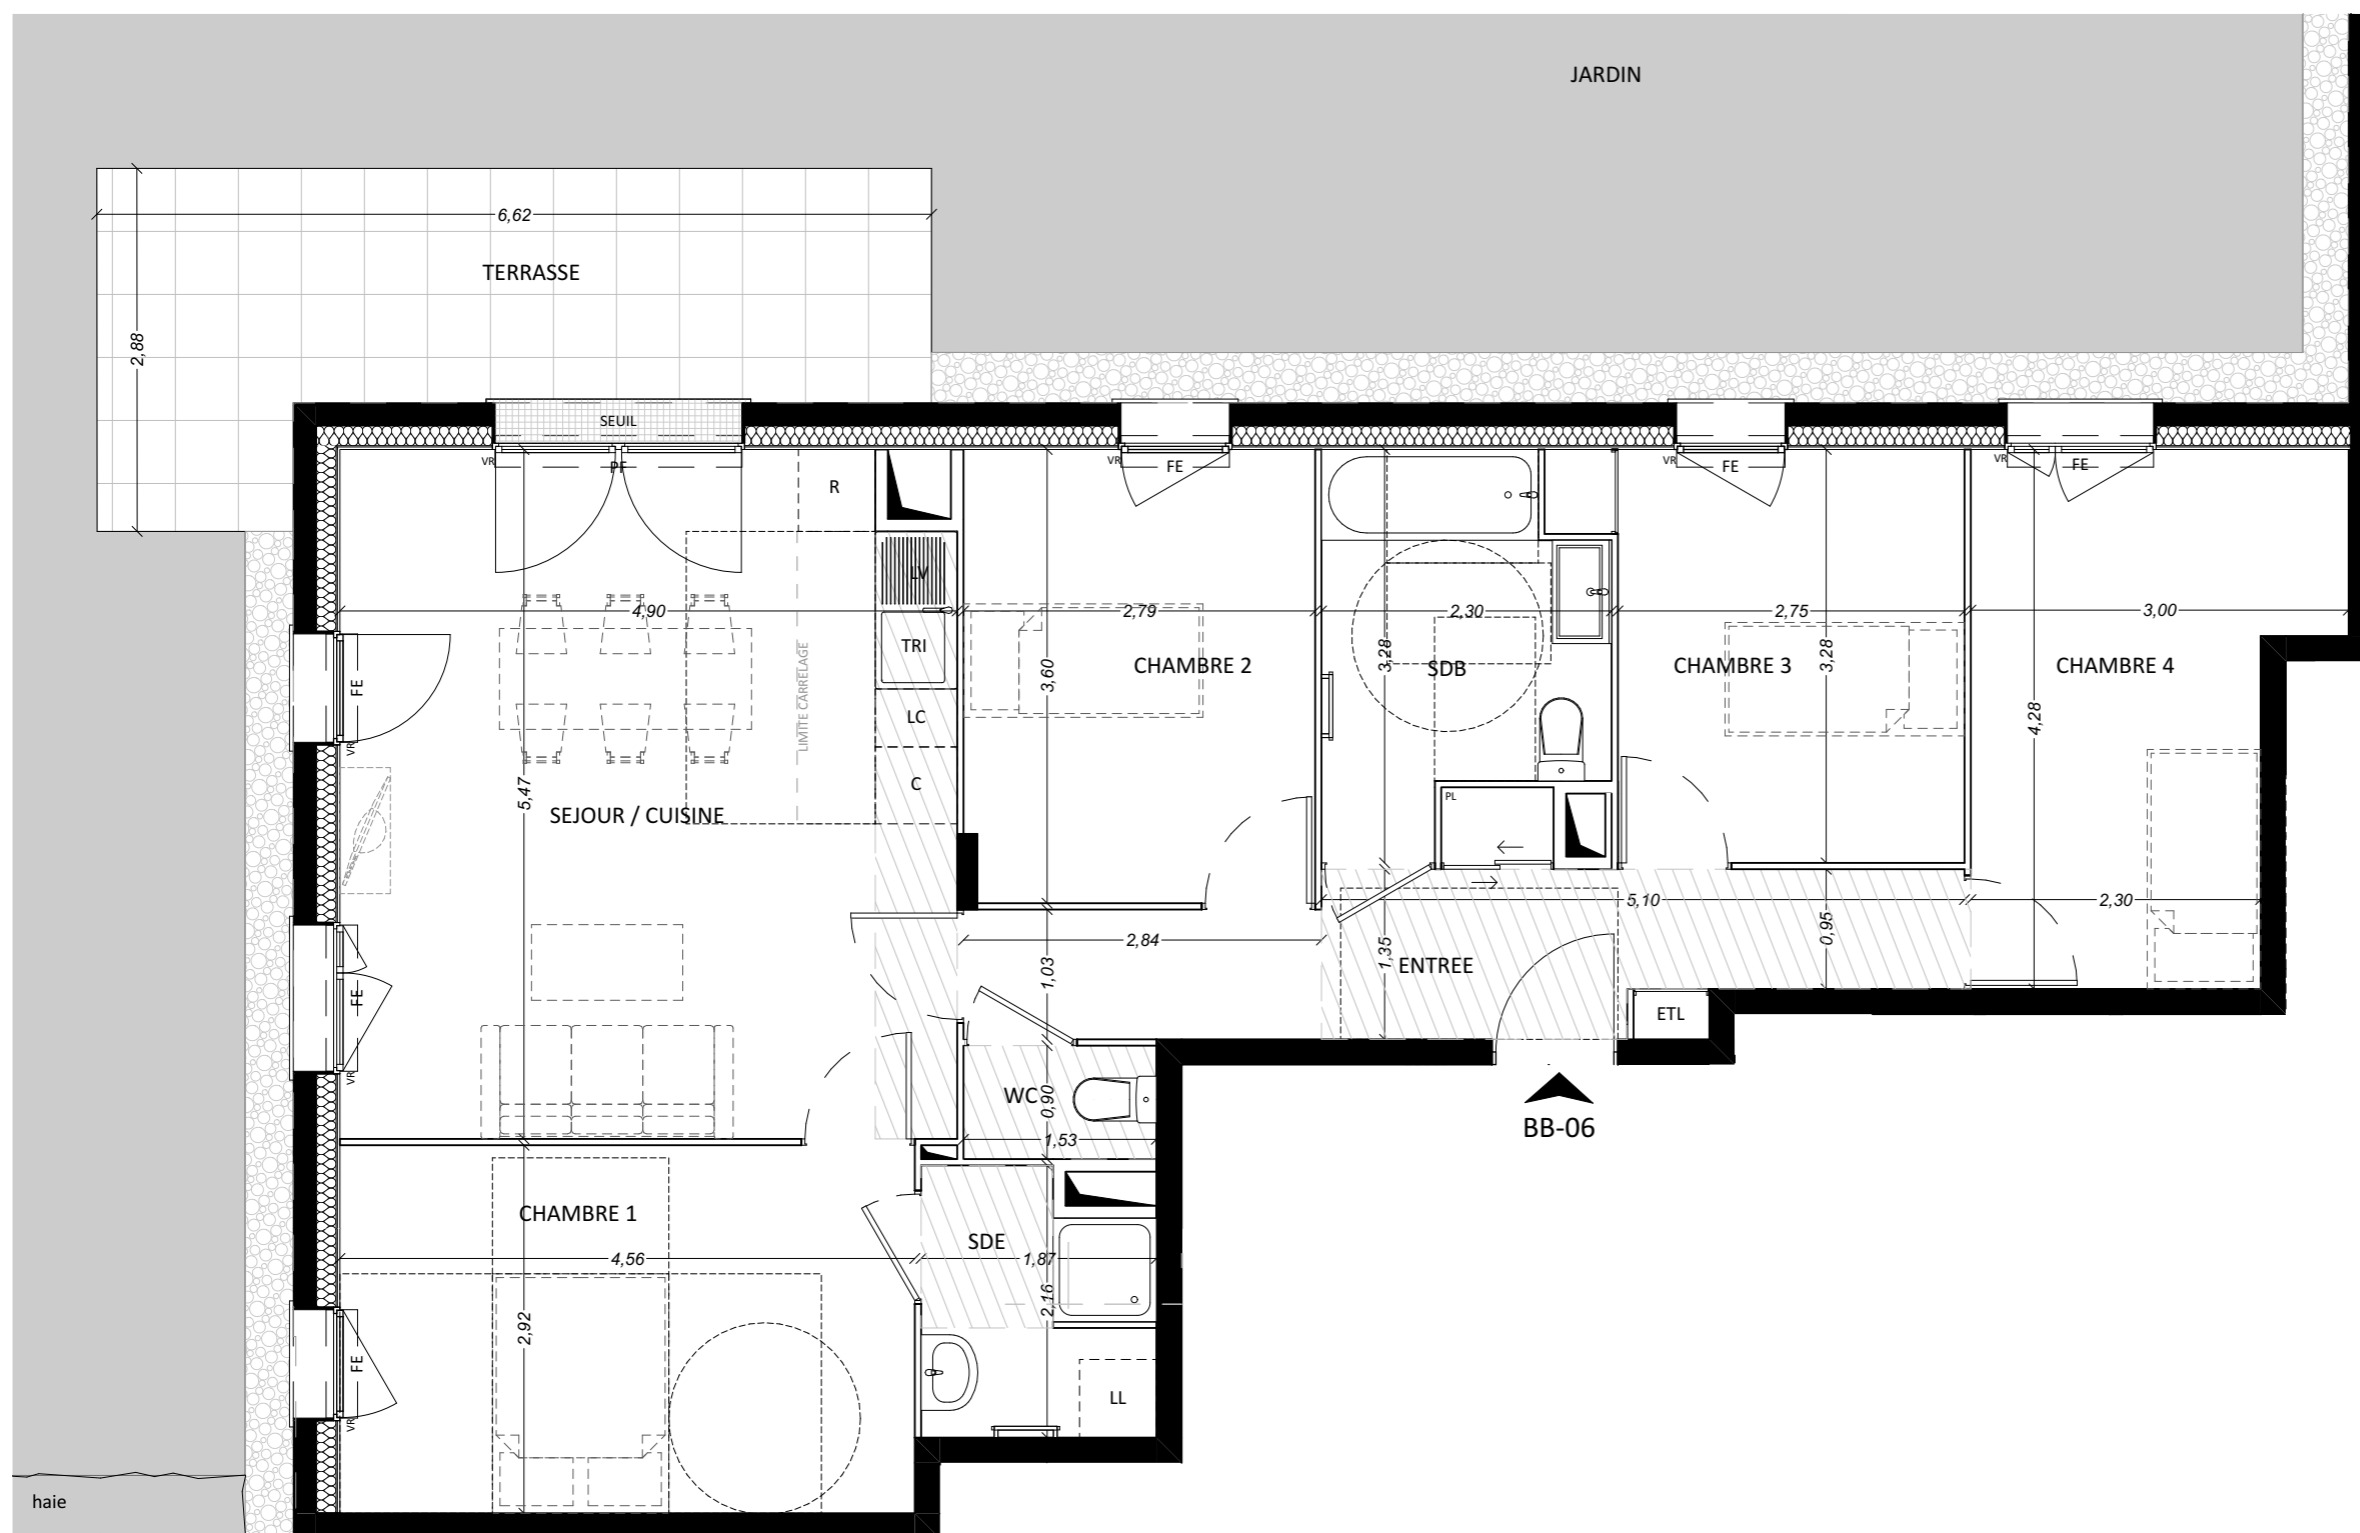 JARDIN
6,62
TERRASSE
2,88
SEUIL
VR
PF
R
VR
FE
VR
FE
VR
FE
LV
4,90
2,79
2,30
2,75
3,00
TRI
LIMITE CARRELAGE
3,60
3,28
SDB
3,28
CHAMBRE 2
CHAMBRE 3
CHAMBRE 4
FE
VR
LC
4,28
C
5,47
SEJOUR / CUISINE
PL
5,10
2,30
2,84
0,95
1,35
ENTREE
1,03
FE
VR
ETL
WC
0,90
1,53
BB-06
CHAMBRE 1
SDE
4,56
1,87
2,16
2,92
FE
VR
LL
haie